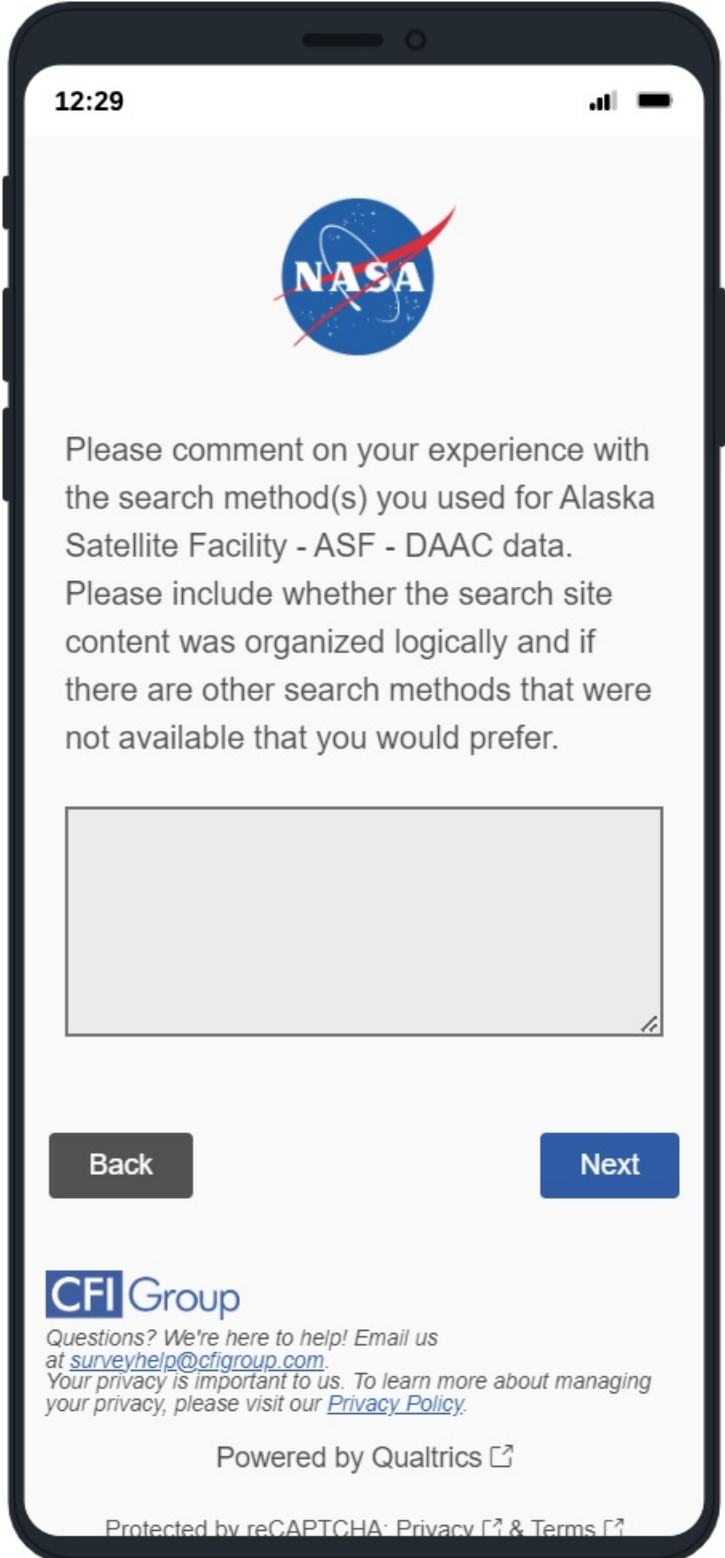 12:29
NASA
Please comment on your experience with
the search method(s) you used for Alaska
Satellite Facility - ASF - DAAC data.
Please include whether the search site
content was organized logically and if
there are other search methods that were
not available that you would prefer.
Back
Next
CFI Group
Questions? We're here to help! Email us
at surveyhelp@cfigroup.com.
Your privacy is important to us. To learn more about managing
your privacy, please visit our Privacy Policy.
Powered by Qualtrics
Protected by reCAPTCHA: Privacy & Terms